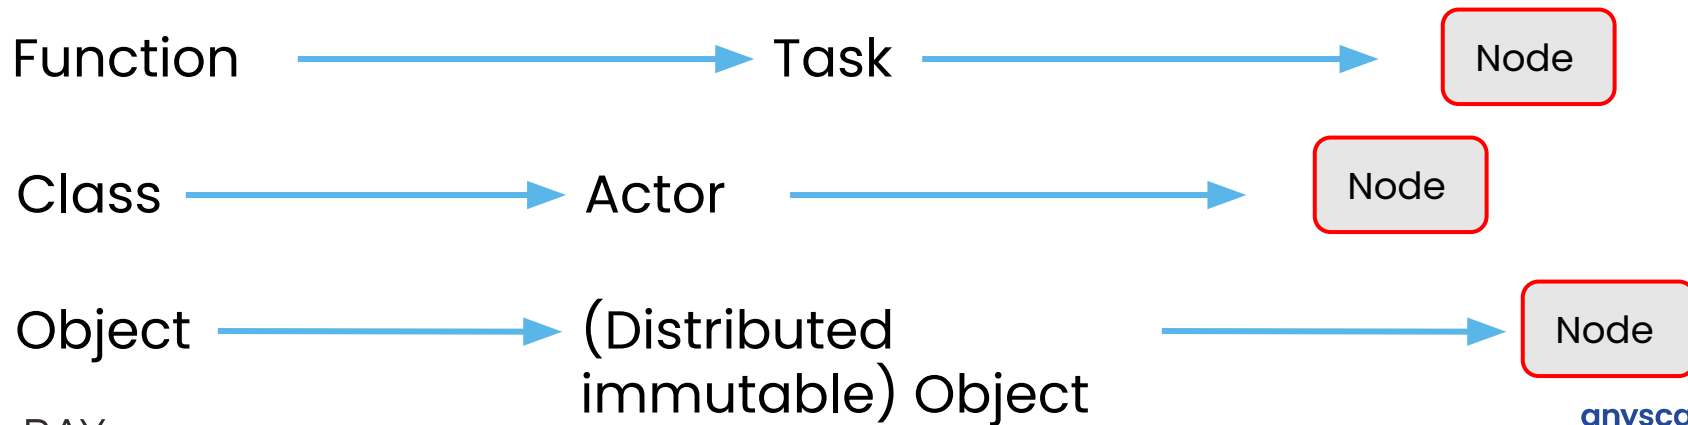 Function Task Node
Class Actor Node
Object (Distributed Node
immutable) Object